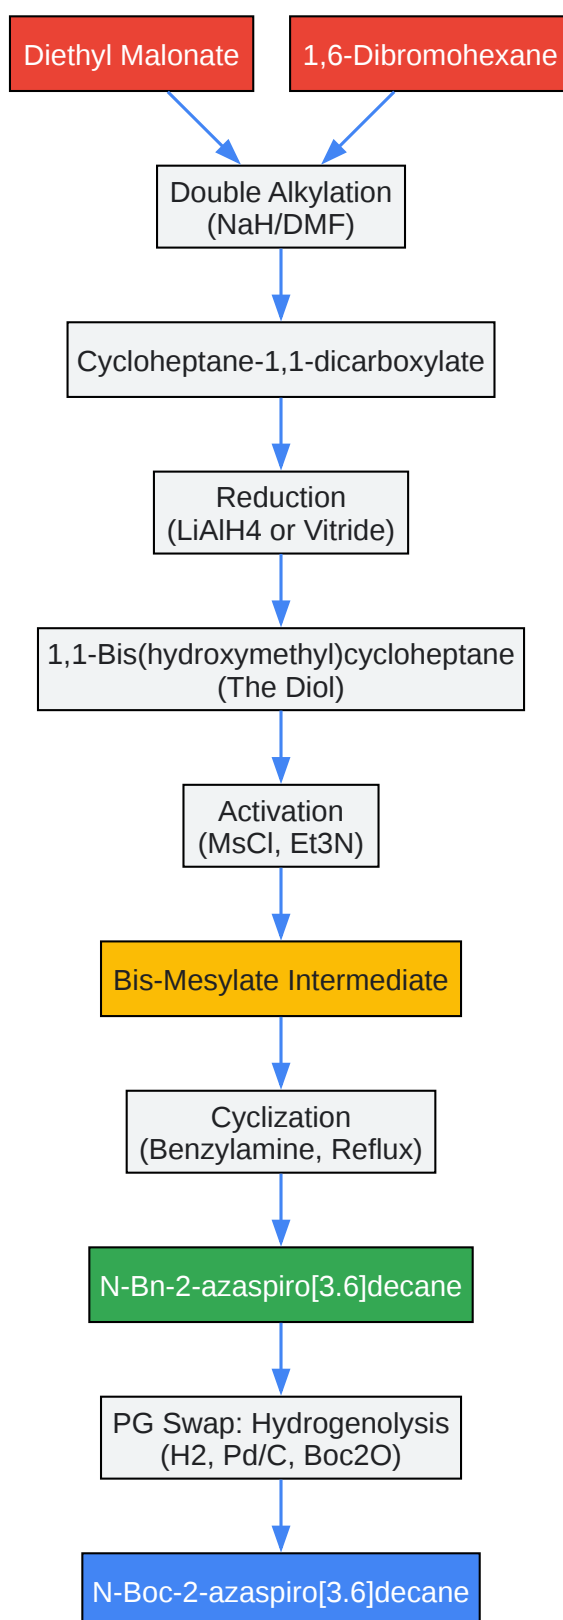 Diethyl Malonate
1,6-Dibromohexane
Double Alkylation
(NaH/DMF)
Cycloheptane-1,1-dicarboxylate
Reduction
(LiAlH4 or Vitride)
1,1-Bis(hydroxymethyl)cycloheptane
(The Diol)
Activation
(MsCl, Et3N)
Bis-Mesylate Intermediate
Cyclization
(Benzylamine, Reflux)
N-Bn-2-azaspiro[3.6]decane
PG Swap: Hydrogenolysis
(H2, Pd/C, Boc2O)
N-Boc-2-azaspiro[3.6]decane